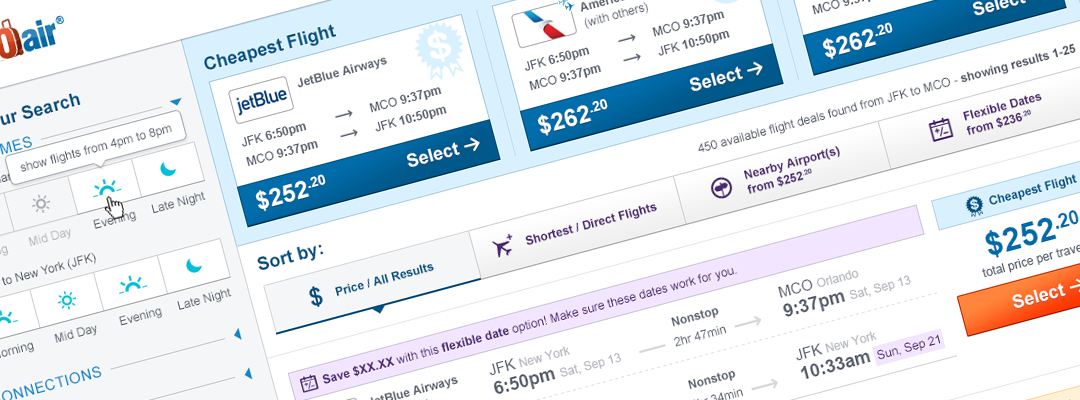 air®
ur Search
MES
show flights from 4pm to 8pm
Mid Day
Evening
Late Night
to New York (JFK)
orning
Mid Day
Evening
Late Night
ONNECTIONS
Cheapest Flight
jetBlue
JetBlue Airways
JFK 6:50pm → MCO 9:37pm
MCO 9:37pm → JFK 10:50pm
$252.20
Select →
America
(with others)
JFK 6:50pm → MCO 9:37pm
MCO 9:37pm → JFK 10:50pm
$262.20
Select →
MCO 9:37pm
JFK 10:50pm
$262.20
Select
450 available flight deals found from JFK to MCO - showing results 1-25
Sort by:
$ Price / All Results
Shortest / Direct Flights
Nearby Airport(s)
from $252.20
Flexible Dates
from $236.20
Save $XX.XX with this flexible date option! Make sure these dates work for you.
JetBlue Airways
JFK New York
6:50pm Sat, Sep 13
Nonstop
2hr 47min
MCO Orlando
9:37pm Sat, Sep 13
Nonstop
34min
JFK New York
10:33am Sun, Sep 21
$ Cheapest Flight
$252.20
total price per trave
Select